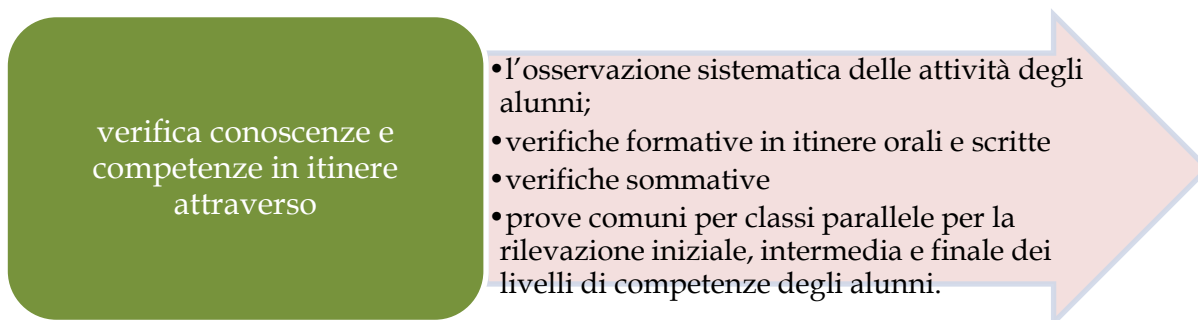 verifica conoscenze e
competenze in itinere
attraverso
•l’osservazione sistematica delle attività degli
alunni;
•verifiche formative in itinere orali e scritte
•verifiche sommative
•prove comuni per classi parallele per la
rilevazione iniziale, intermedia e finale dei
livelli di competenze degli alunni.